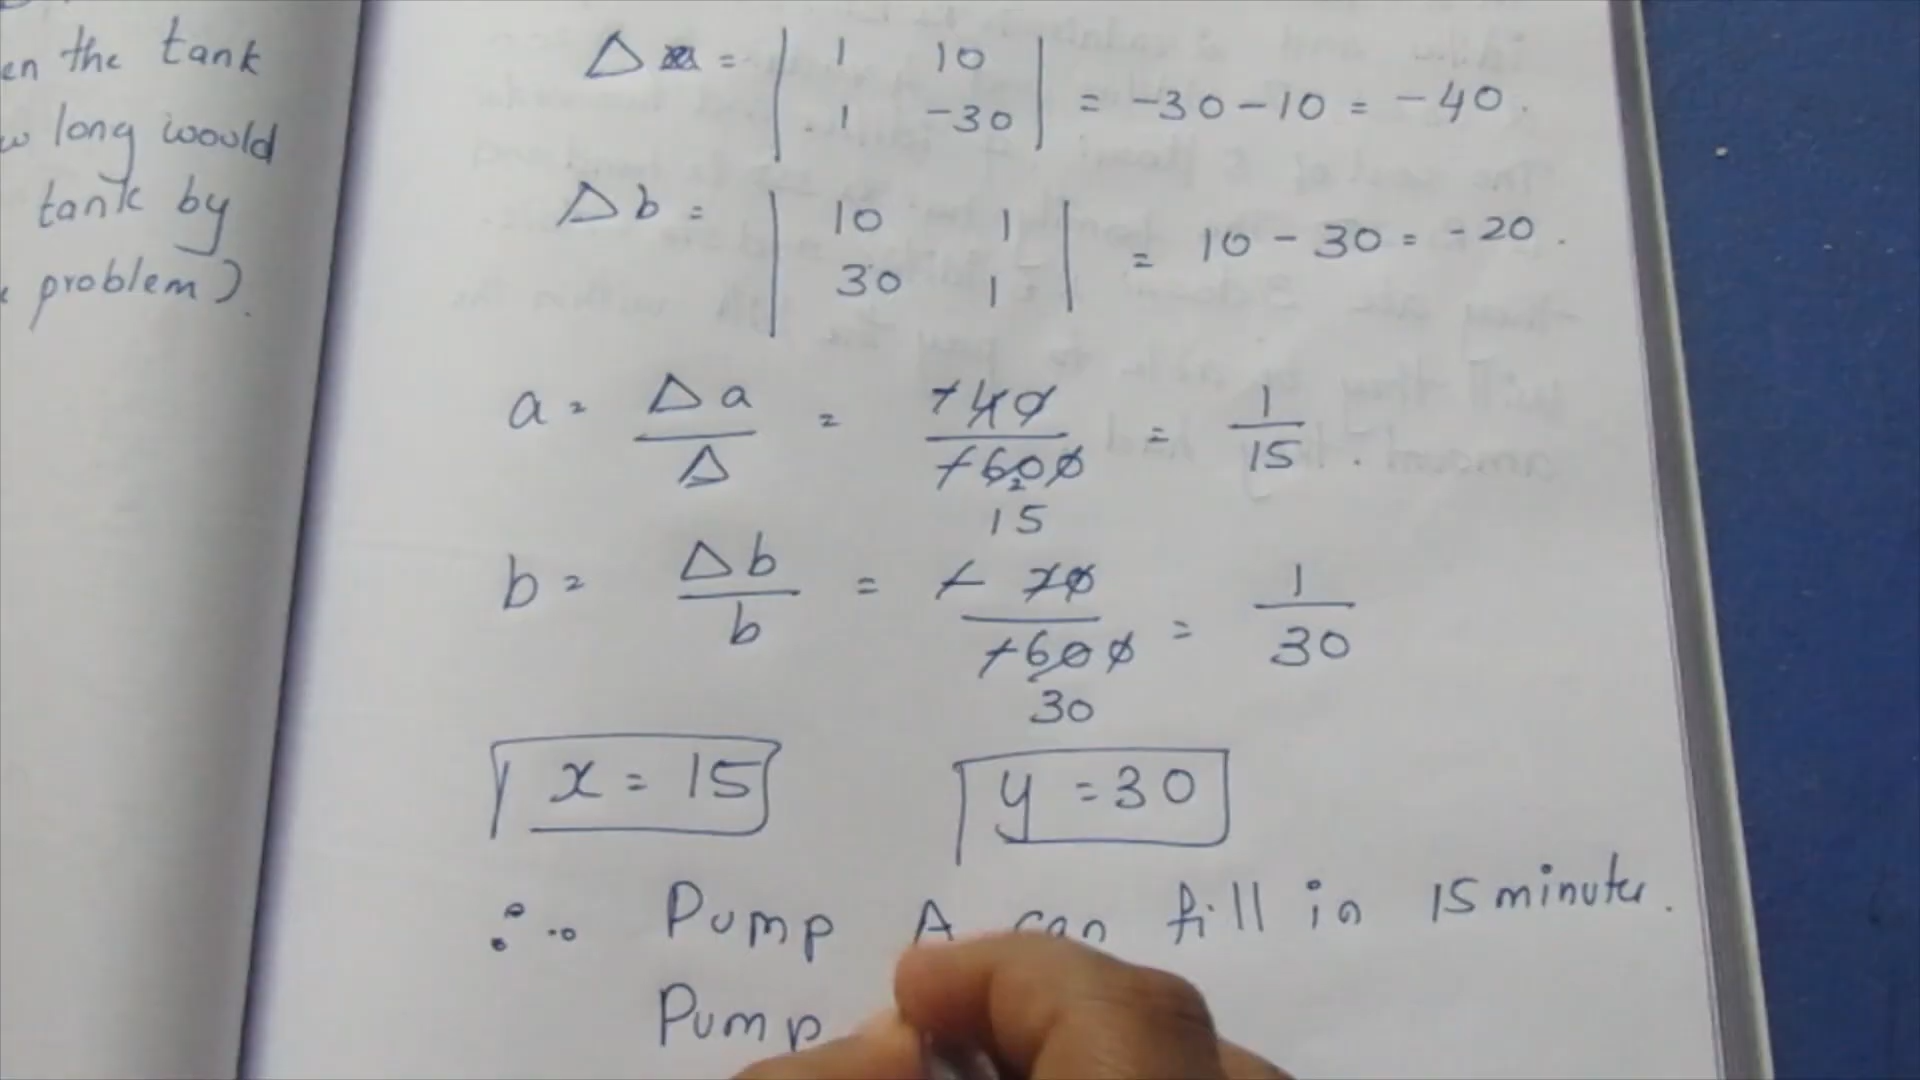 en the tank
long would
tank by
problem).
Δa = | 1 10 |
| 1 -30 | = -30 - 10 = -40.
Δb = | 10 1 |
| 30 1 | = 10 - 30 = -20.
a = Δa / Δ = -40 / -600 = 1 / 15.
15
b = Δb / b = -20 / -600 = 1 / 30
30
x = 15 y = 30
∴ Pump A can fill in 15 minutes.
Pump